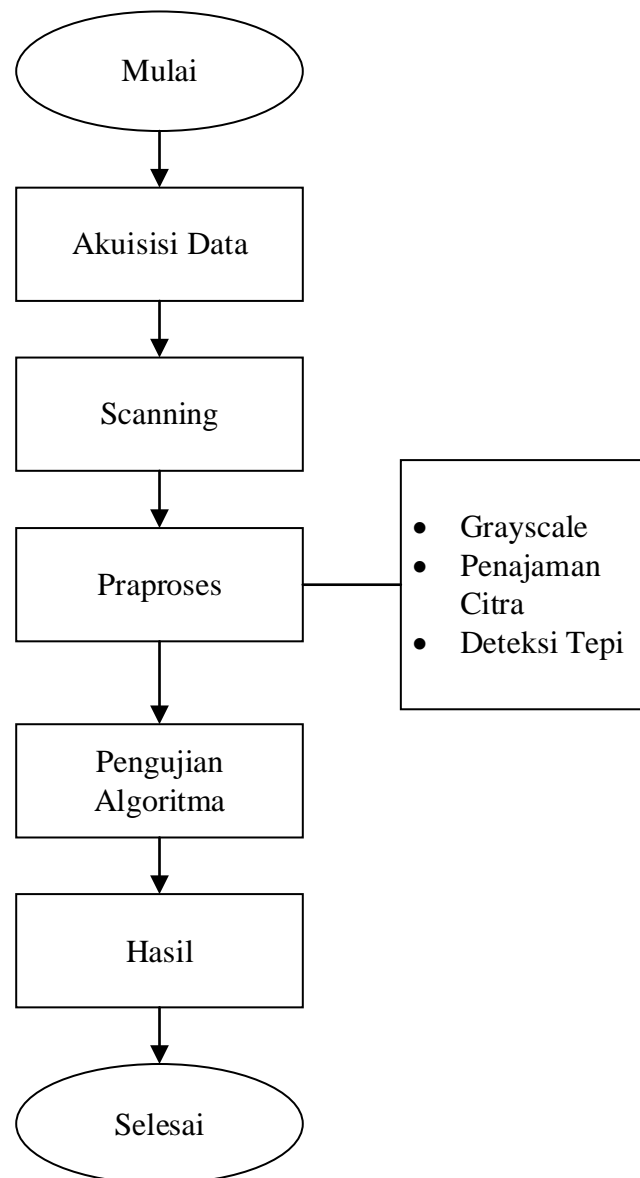 Mulai
Akuisisi Data
Scanning
Praproses
• Grayscale
• Penajaman
Citra
• Deteksi Tepi
Pengujian
Algoritma
Hasil
Selesai